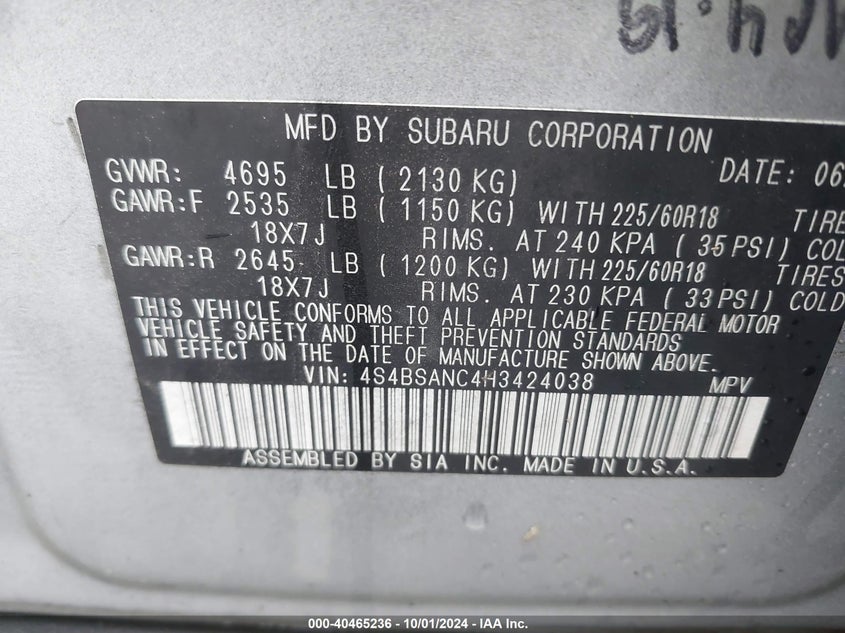 MFD BY SUBARU CORPORATION DATE: 06
GVWR: 4695 LB ( 2130 KG)
GAWR:F 2535 LB ( 1150 KG) WITH 225/60R18 TIRE
18X7J RIMS. AT 240 KPA ( 35 PSI) COL
GAWR:R 2645 LB ( 1200 KG) WITH 225/60R18 TIRES
18X7J RIMS. AT 230 KPA ( 33 PSI) COLD
THIS VEHICLE CONFORMS TO ALL APPLICABLE FEDERAL MOTOR
VEHICLE SAFETY AND THEFT PREVENTION STANDARDS
IN EFFECT ON THE DATE OF MANUFACTURE SHOWN ABOVE.
VIN: 4S4BSANC4H3424038 MPV
ASSEMBLED BY SIA INC. MADE IN U.S.A.
000-40465236 - 10/01/2024 - IAA Inc.